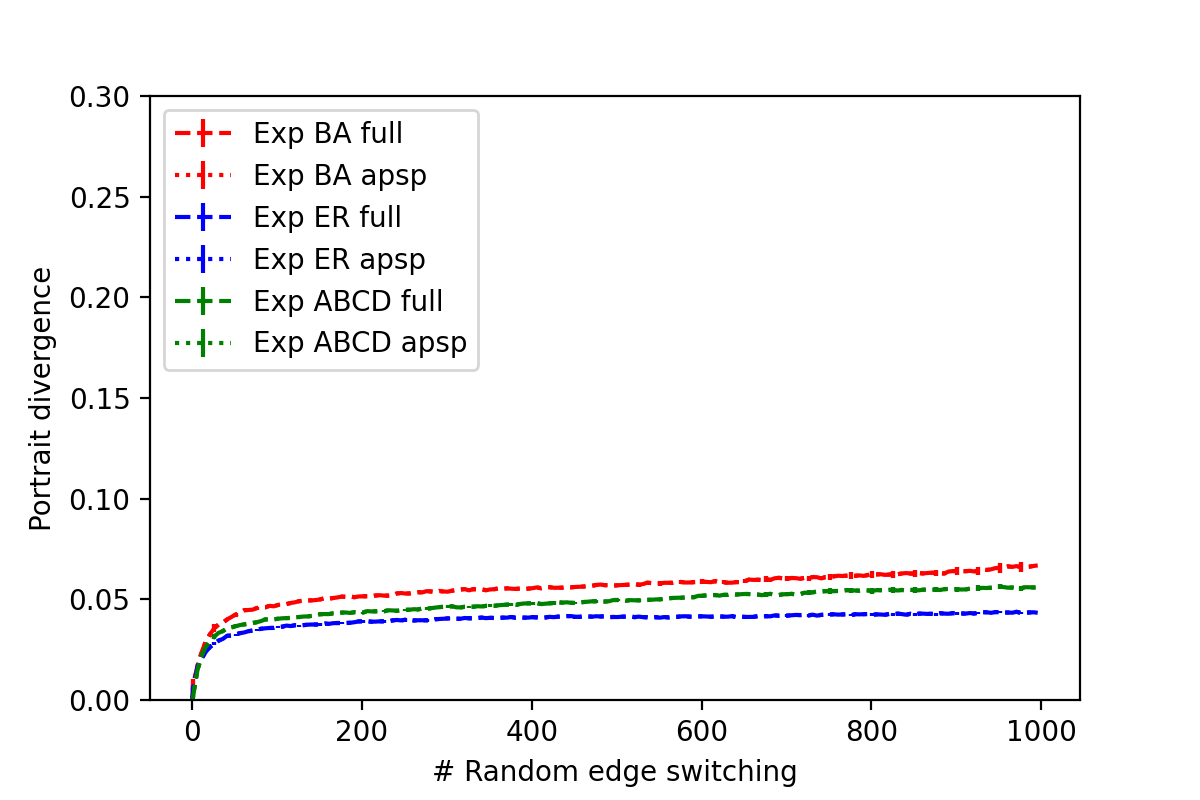 0.30
0.25
0.20
0.15
0.10
0.05
0.00
Portrait divergence
Exp BA full
Exp BA apsp
Exp ER full
Exp ER apsp
Exp ABCD full
Exp ABCD apsp
0 200 400 600 800 1000
# Random edge switching